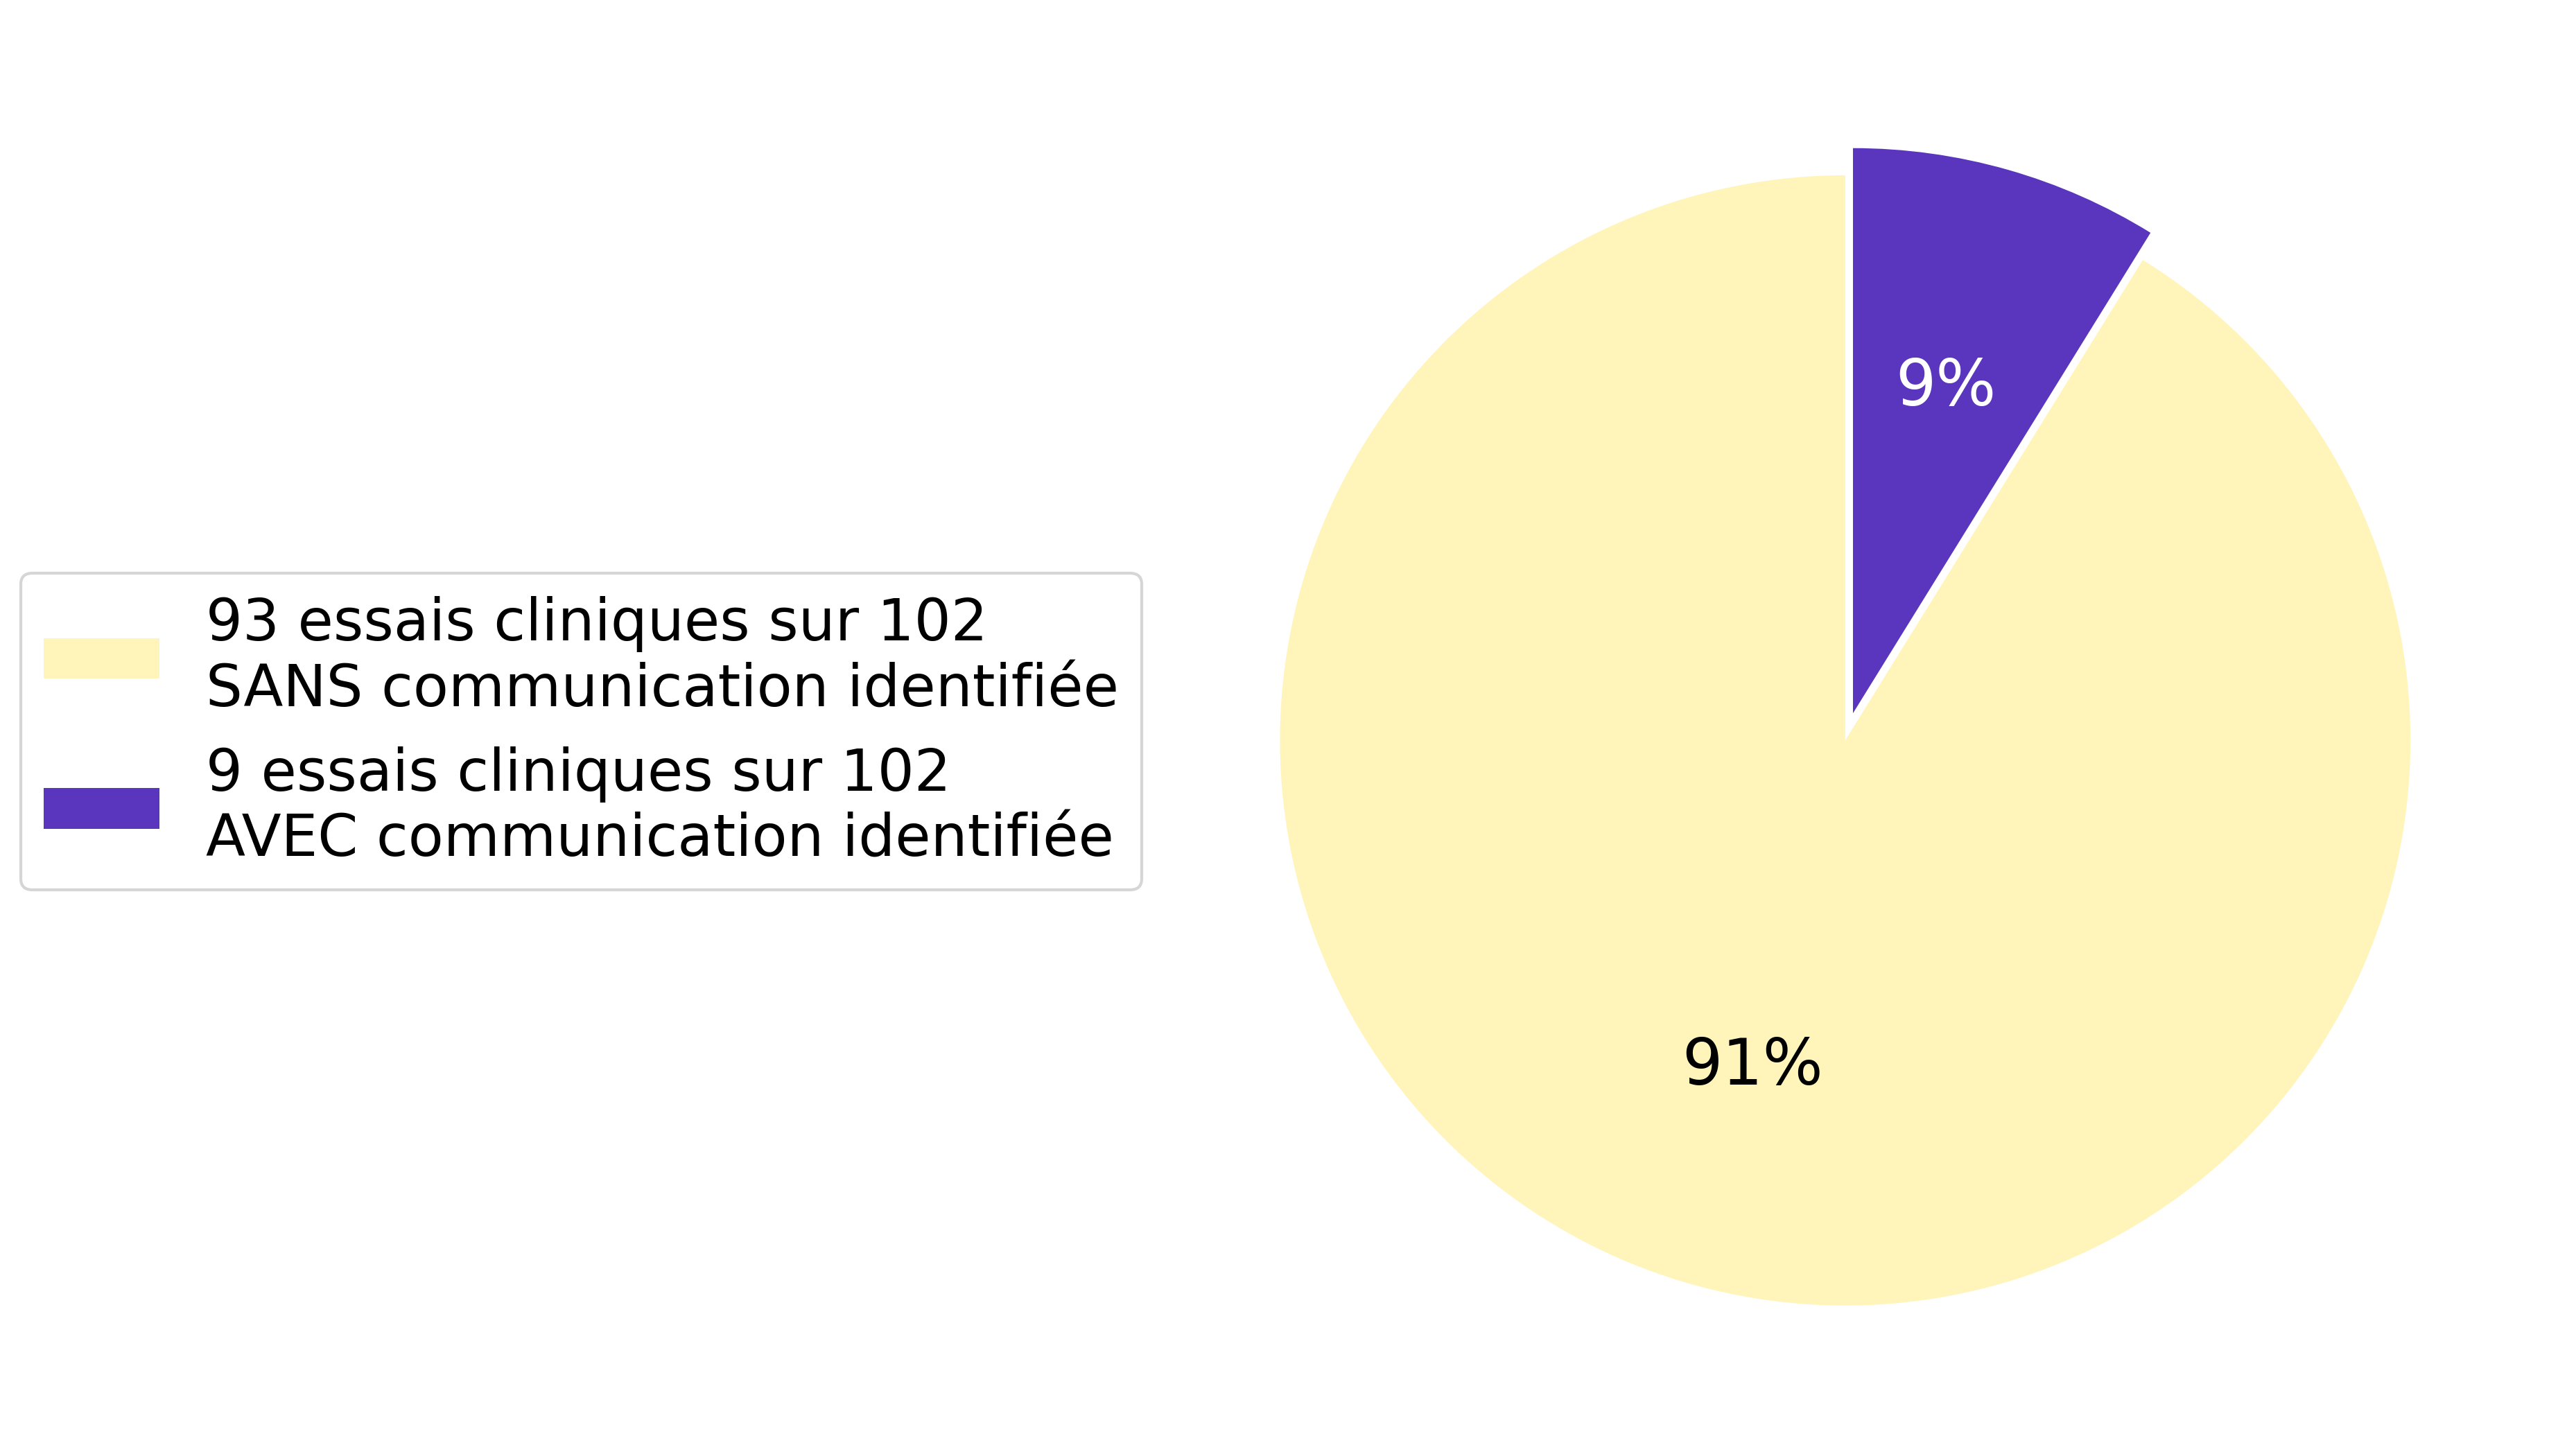 93 essais cliniques sur 102
SANS communication identifiée
9 essais cliniques sur 102
AVEC communication identifiée
9%
91%